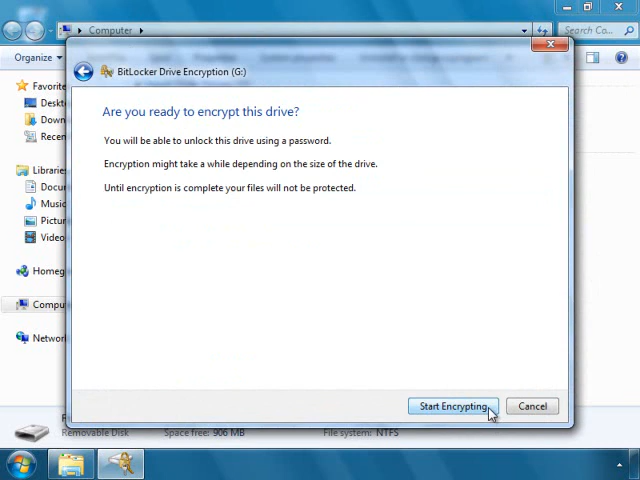 Computer
Search Co...
Organize
BitLocker Drive Encryption (G:)
Favorite
Are you ready to encrypt this drive?
Deskt
Down
You will be able to unlock this drive using a password.
Recen
Encryption might take a while depending on the size of the drive.
Librarie
Docu
Until encryption is complete your files will not be protected.
Music
Pictur
Video
Homeg
Compu
Networ
Start Encrypting
Cancel
Removable Disk
Space free: 906 MB
File system: NTFS